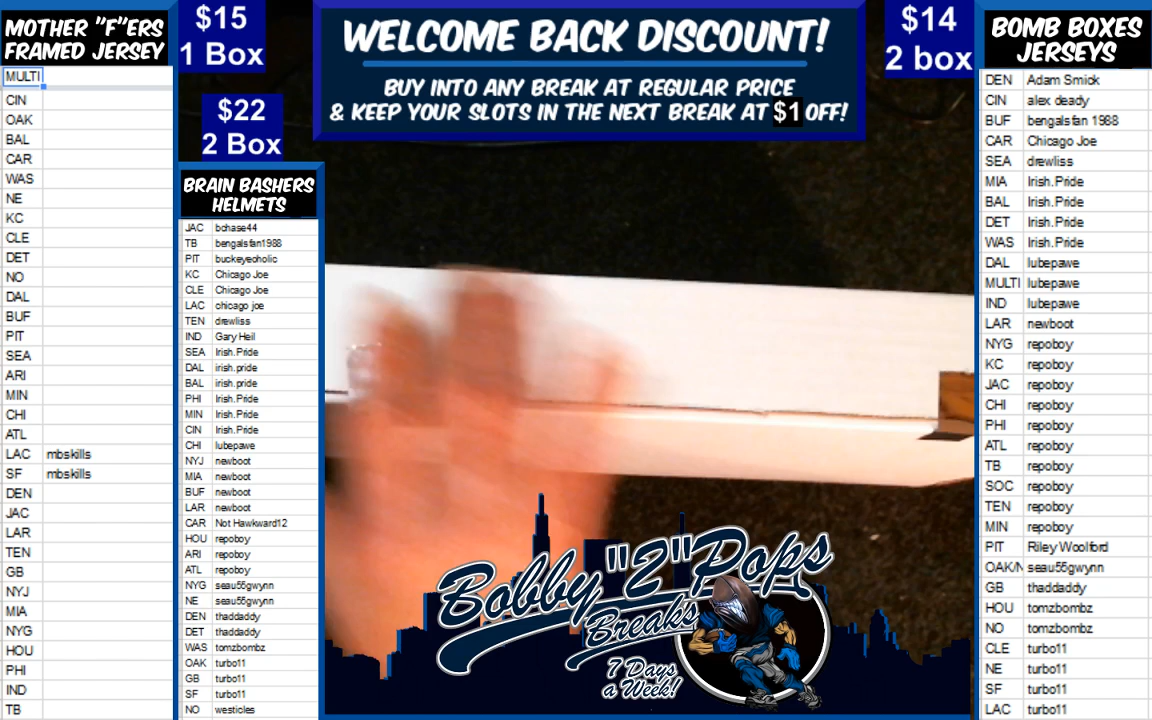 MOTHER "F"ERS
FRAMED JERSEY
MULTI
CIN
OAK
BAL
CAR
WAS
NE
KC
CLE
DET
NO
DAL
BUF
PIT
SEA
ARI
MIN
CHI
ATL
LAC mbskills
SF mbskills
DEN
JAC
LAR
TEN
GB
NYJ
MIA
NYG
HOU
PHI
IND
TB
$15
1 Box
$22
2 Box
BRAIN BASHERS
HELMETS
JAC bchase44
TB bengalsfan1988
PIT buckeyeoholic
KC Chicago Joe
CLE Chicago Joe
LAC chicago joe
TEN drewliss
IND Gary Heil
SEA Irish.Pride
DAL irish.pride
BAL irish.pride
PHI Irish.Pride
MIN Irish.Pride
CIN Irish.Pride
CHI lubepawe
NYJ newboot
MIA newboot
BUF newboot
LAR newboot
CAR Not Hawkward12
HOU repoboy
ARI repoboy
ATL repoboy
NYG seau55gwynn
NE seau55gwynn
DEN thaddaddy
DET thaddaddy
WAS tomzbombz
OAK turbo11
GB turbo11
SF turbo11
NO westicles
WELCOME BACK DISCOUNT!
BUY INTO ANY BREAK AT REGULAR PRICE
& KEEP YOUR SLOTS IN THE NEXT BREAK AT $1 OFF!
Bobby "2" Pops
Breaks
7 Days
a Week!
$14
2 box
BOMB BOXES
JERSEYS
DEN Adam Smick
CIN alex deady
BUF bengalsfan 1988
CAR Chicago Joe
SEA drewliss
MIA Irish.Pride
BAL Irish.Pride
DET Irish.Pride
WAS Irish.Pride
DAL lubepawe
MULTI lubepawe
IND lubepawe
LAR newboot
NYG repoboy
KC repoboy
JAC repoboy
CHI repoboy
PHI repoboy
ATL repoboy
TB repoboy
SOC repoboy
TEN repoboy
MIN repoboy
PIT Riley Woolford
OAK/N seau55gwynn
GB thaddaddy
HOU tomzbombz
NO tomzbombz
CLE turbo11
NE turbo11
SF turbo11
LAC turbo11